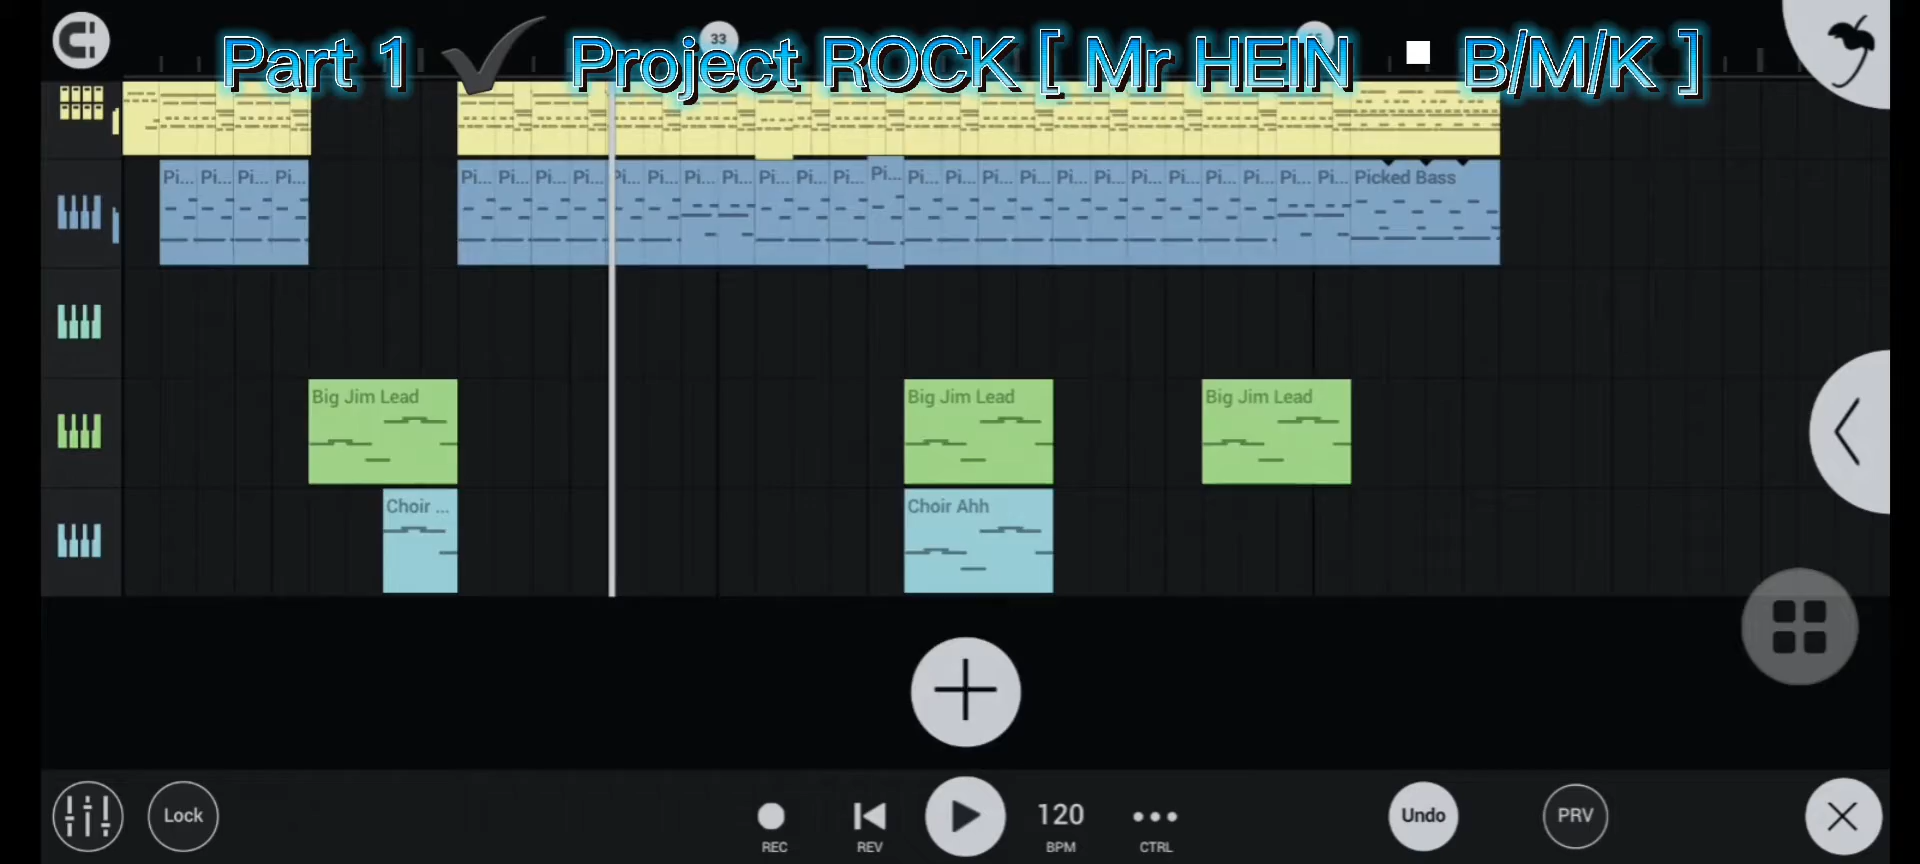 Part 1 ✔ Project ROCK [ Mr HEIN ▪ B/M/K ]
33
Pi... Pi... Pi... Pi... Pi... Pi... Pi... Pi... Pi... Pi... Pi... Pi... Pi... Pi... Pi... Pi... Pi... Pi... Pi... Pi... Pi... Pi... Pi... Pi... Pi... Pi... Pi... Pi... Picked Bass
Big Jim Lead Big Jim Lead Big Jim Lead
Choir ... Choir Ahh
Lock 120 Undo PRV
REC REV BPM CTRL